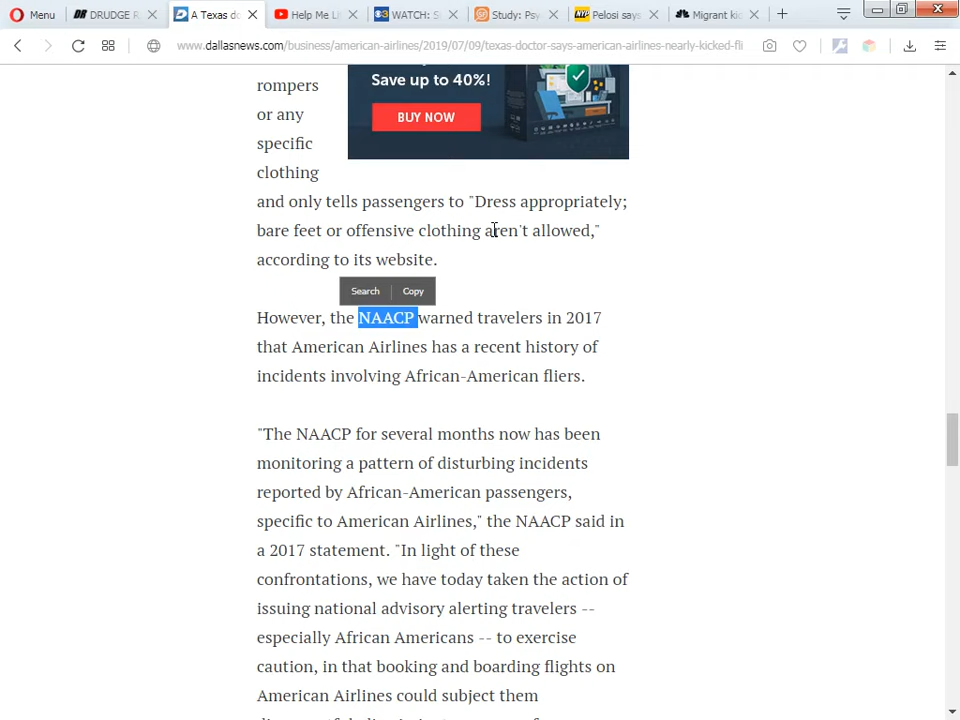 Menu
DRUDGE R
A Texas do
Help Me Li
WATCH: S
Study: Psy
Pelosi says
Migrant kid
www.dallasnews.com/business/american-airlines/2019/07/09/texas-doctor-says-american-airlines-nearly-kicked-fli
rompers
or any
specific
clothing
Save up to 40%!
BUY NOW
and only tells passengers to "Dress appropriately;
bare feet or offensive clothing aren't allowed,"
according to its website.
Search Copy
However, the NAACP warned travelers in 2017
that American Airlines has a recent history of
incidents involving African-American fliers.
"The NAACP for several months now has been
monitoring a pattern of disturbing incidents
reported by African-American passengers,
specific to American Airlines," the NAACP said in
a 2017 statement. "In light of these
confrontations, we have today taken the action of
issuing national advisory alerting travelers --
especially African Americans -- to exercise
caution, in that booking and boarding flights on
American Airlines could subject them